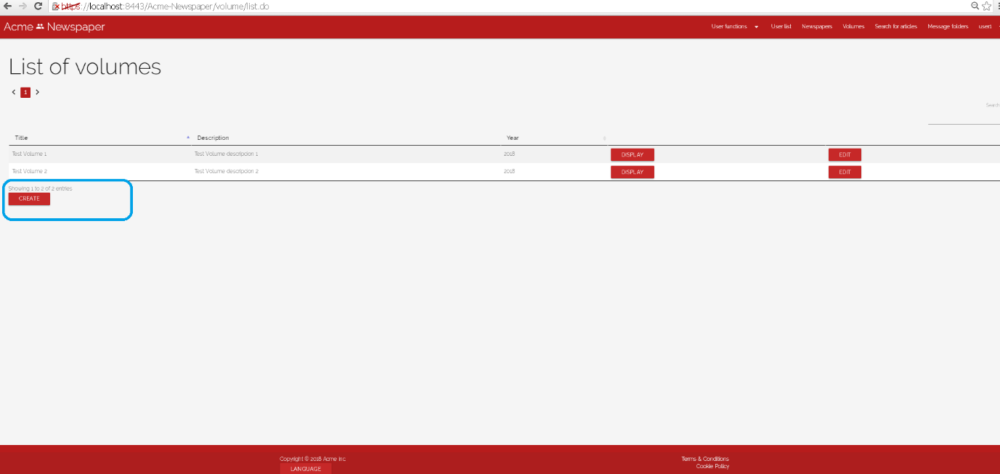 https://localhost:8443/Acme-Newspaper/volume/list.do
Acme Newspaper User functions User list Newspapers Volumes Search for articles Message folders user1
List of volumes
1
Search
Title Description Year
Test Volume 1 Test Volume description 1 2018 DISPLAY EDIT
Test Volume 2 Test Volume description 2 2018 DISPLAY EDIT
Showing 1 to 2 of 2 entries
CREATE
Copyright © 2018 Acme Inc. Terms & Conditions
LANGUAGE Cookie Policy